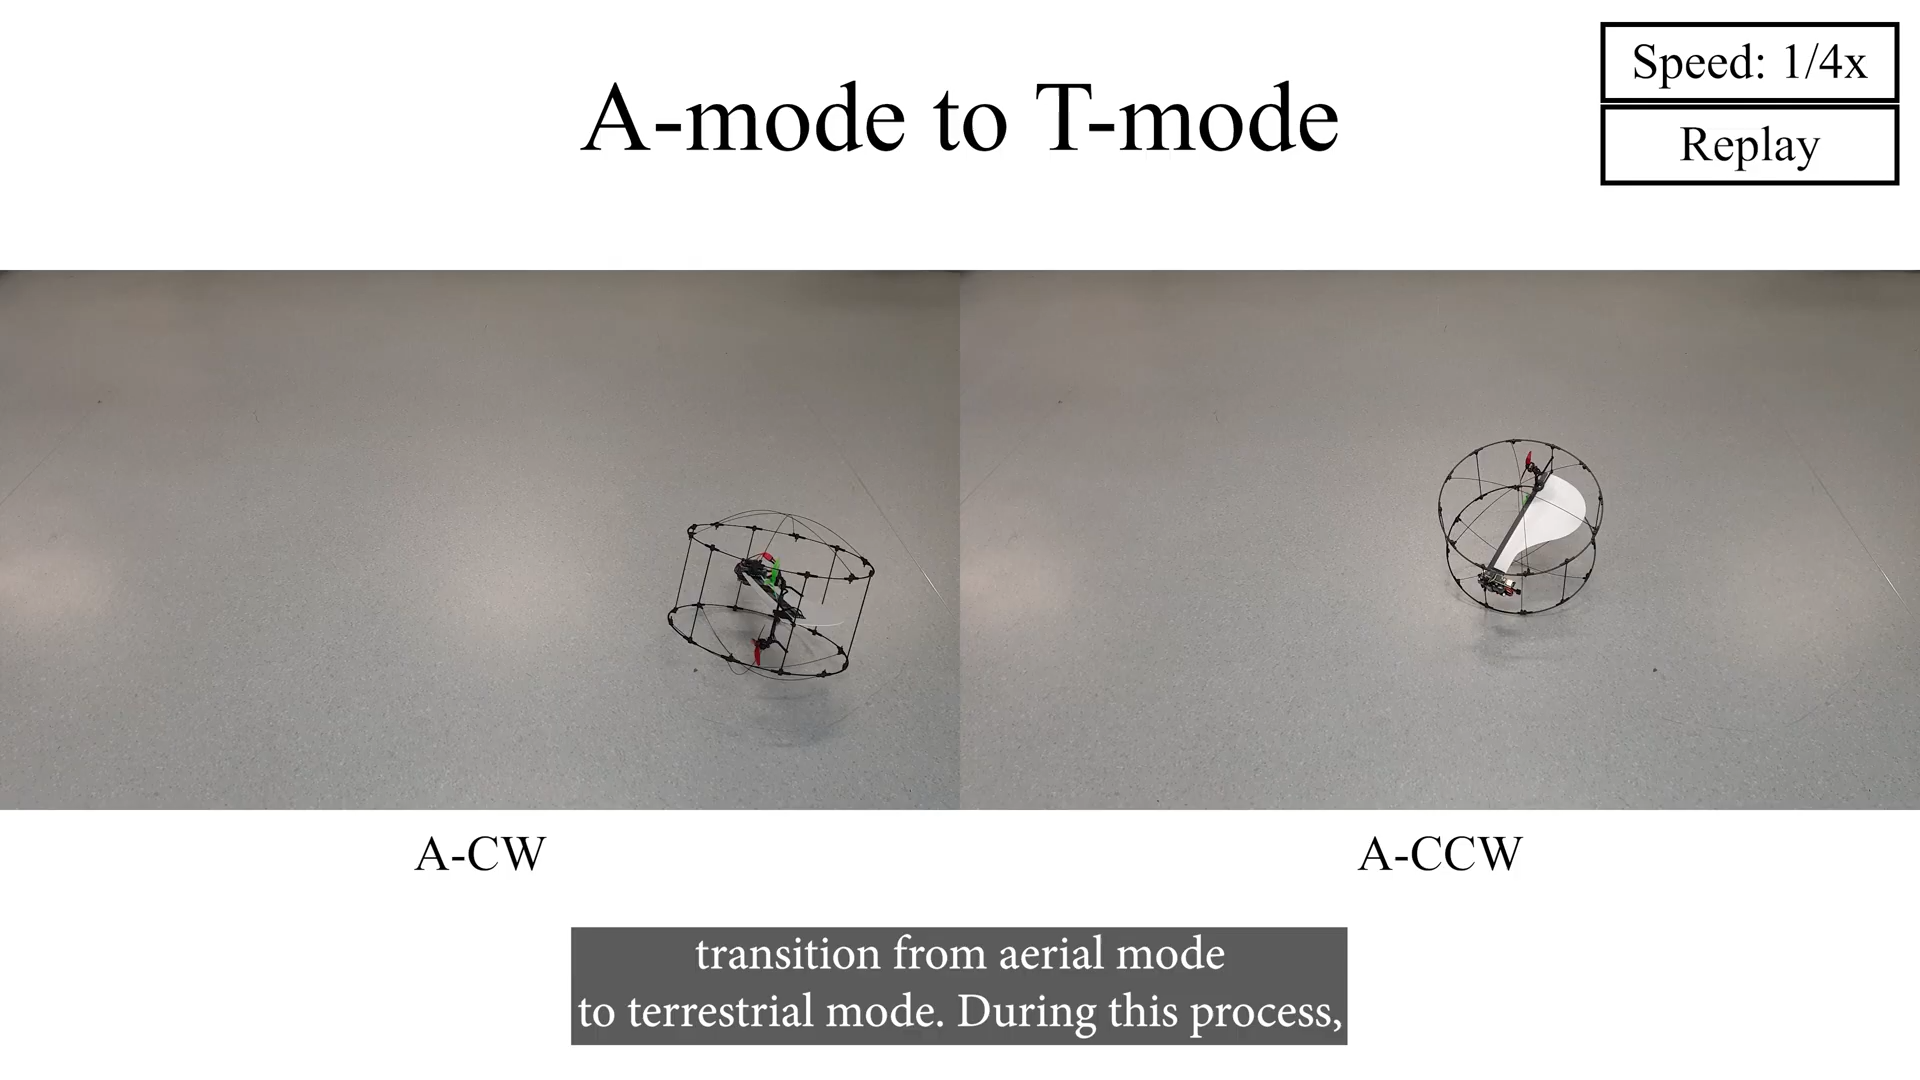 A-mode to T-mode
Speed: 1/4x
Replay
A-CW
A-CCW
transition from aerial mode
to terrestrial mode. During this process,